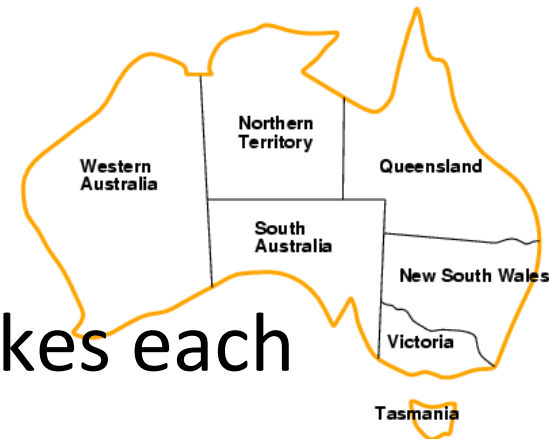 Northern
Territory
Western
Australia
Queensland
South
Australia
New South Wales
kes each
Victoria
Tasmania